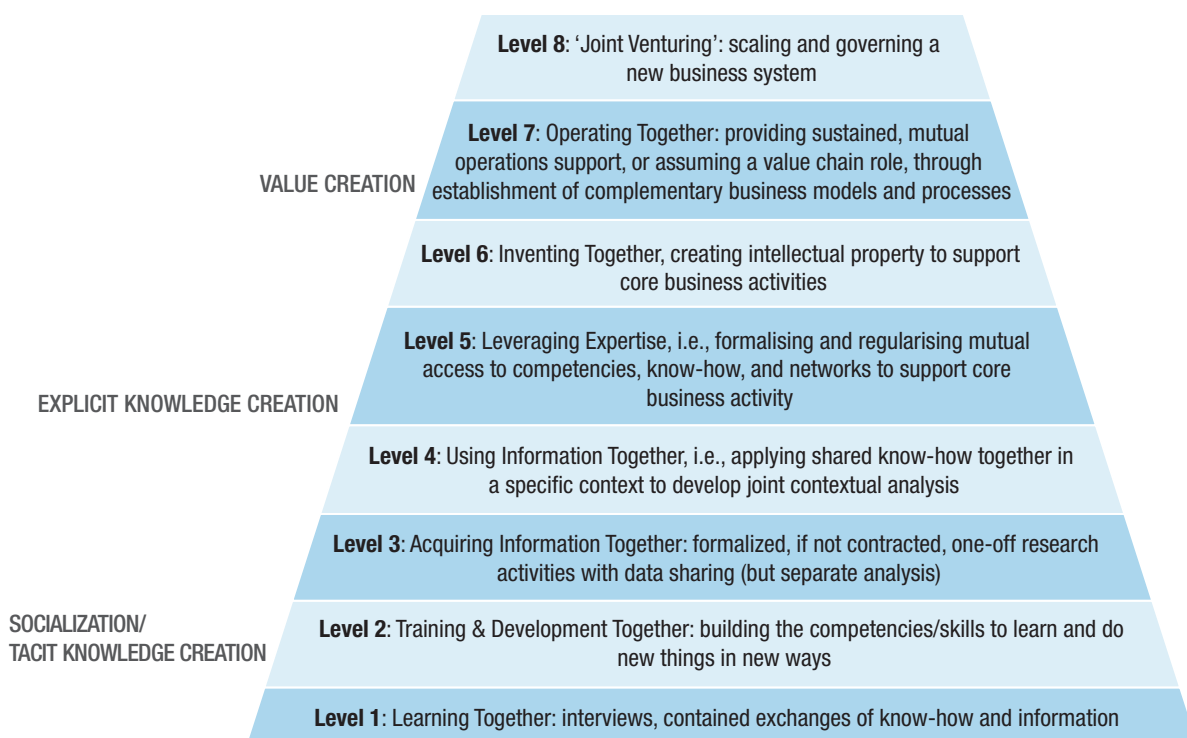 Level 8: ‘Joint Venturing’: scaling and governing a
new business system
Level 7: Operating Together: providing sustained, mutual
operations support, or assuming a value chain role, through
establishment of complementary business models and processes
VALUE CREATION
Level 6: Inventing Together, creating intellectual property to support
core business activities
Level 5: Leveraging Expertise, i.e., formalising and regularising mutual
access to competencies, know-how, and networks to support core
business activity
EXPLICIT KNOWLEDGE CREATION
Level 4: Using Information Together, i.e., applying shared know-how together in
a specific context to develop joint contextual analysis
Level 3: Acquiring Information Together: formalized, if not contracted, one-off research
activities with data sharing (but separate analysis)
SOCIALIZATION/
TACIT KNOWLEDGE CREATION
Level 2: Training & Development Together: building the competencies/skills to learn and do
new things in new ways
Level 1: Learning Together: interviews, contained exchanges of know-how and information